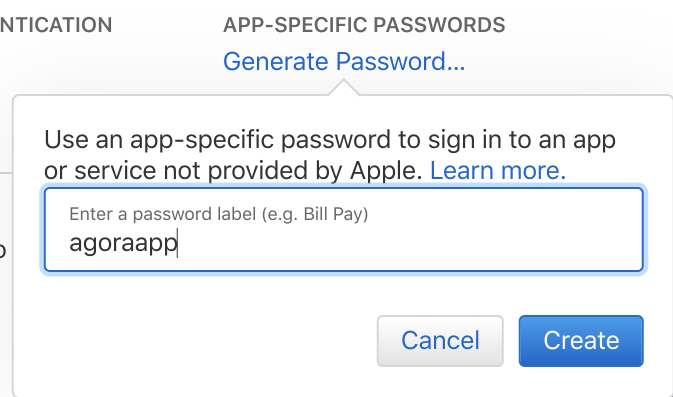 NTICATION
APP-SPECIFIC PASSWORDS
Generate Password...
Use an app-specific password to sign in to an app
or service not provided by Apple. Learn more.
Enter a password label (e.g. Bill Pay)
agoraapp
Cancel
Create